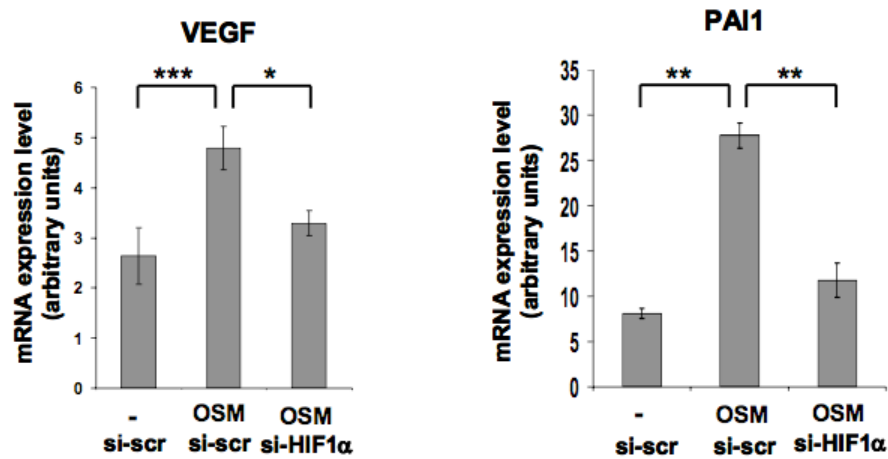 VEGF
*** *
mRNA expression level
(arbitrary units)
6
5
4
3
2
1
0
- OSM OSM
si-scr si-scr si-HIF1α
PAI1
** **
mRNA expression level
(arbitrary units)
35
30
25
20
15
10
5
0
- OSM OSM
si-scr si-scr si-HIF1α